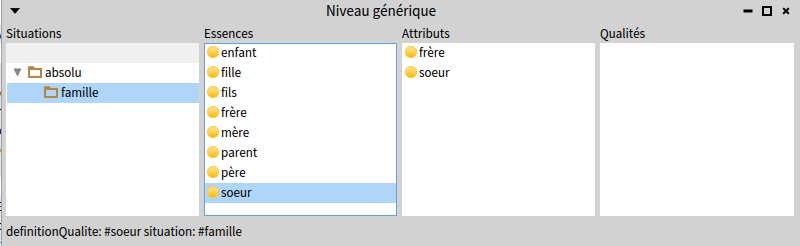 Niveau générique
Situations
absolu
famille
Essences
enfant
fille
fils
frère
mère
parent
père
soeur
Attributs
frère
soeur
Qualités
definitionQualite: #soeur situation: #famille